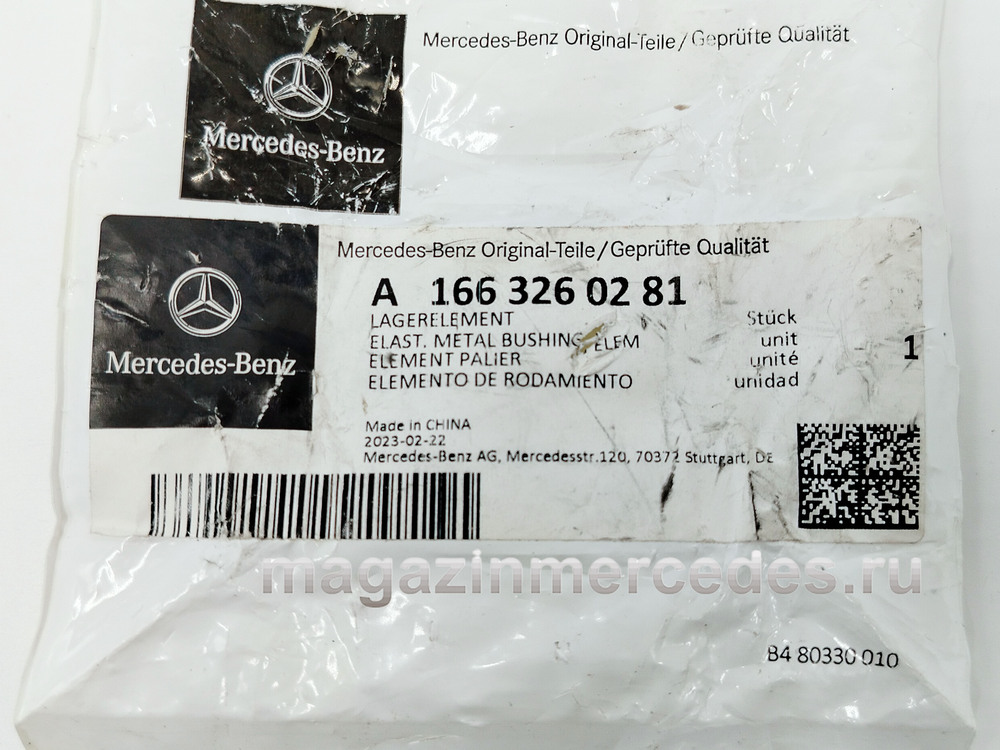 Mercedes-Benz Original-Teile/Geprüfte Qualität
Mercedes-Benz
Mercedes-Benz Original-Teile/Geprüfte Qualität
Mercedes-Benz
A 166 326 02 81
LAGERELEMENT Stück
ELAST. METAL BUSHING, ELEM unit 1
ELEMENT PALIER unité
ELEMENTO DE RODAMIENTO unidad
Made in CHINA
2023-02-22
Mercedes-Benz AG, Mercedesstr.120, 70372 Stuttgart, DE
magazinmercedes.ru
B4 80330 010